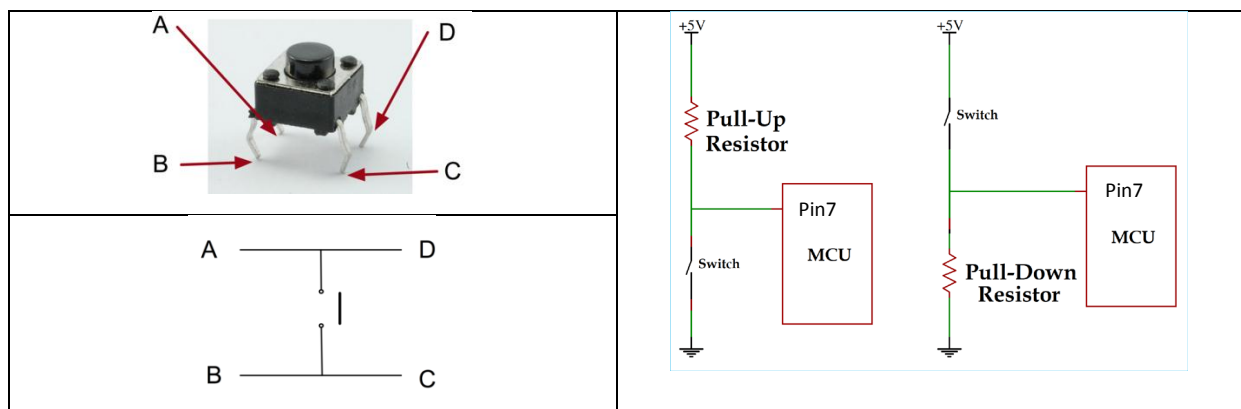 A
D
B
C
A
D
B
C
+5V
+5V
Pull-Up
Resistor
Switch
Pin7
MCU
Switch
Pin7
MCU
Pull-Down
Resistor